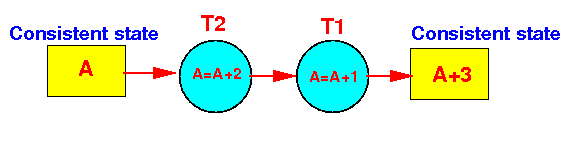 T2
T1
Consistent state
Consistent state
A
A=A+2
A=A+1
A+3